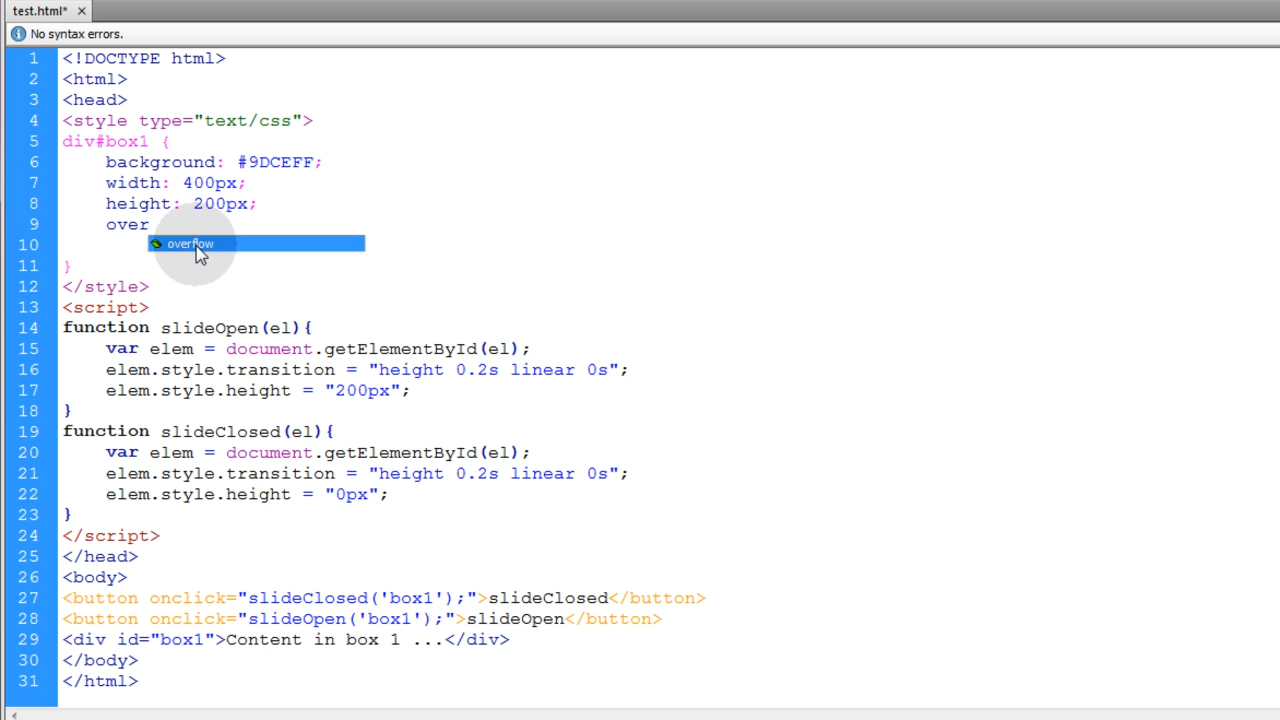 test.html* ×
No syntax errors.
1 <!DOCTYPE html>
2 <html>
3 <head>
4 <style type="text/css">
5 div#box1 {
6 background: #9DCEFF;
7 width: 400px;
8 height: 200px;
9 over
10 overflow
11 }
12 </style>
13 <script>
14 function slideOpen(el){
15 var elem = document.getElementById(el);
16 elem.style.transition = "height 0.2s linear 0s";
17 elem.style.height = "200px";
18 }
19 function slideClosed(el){
20 var elem = document.getElementById(el);
21 elem.style.transition = "height 0.2s linear 0s";
22 elem.style.height = "0px";
23 }
24 </script>
25 </head>
26 <body>
27 <button onclick="slideClosed('box1');">slideClosed</button>
28 <button onclick="slideOpen('box1');">slideOpen</button>
29 <div id="box1">Content in box 1 ...</div>
30 </body>
31 </html>